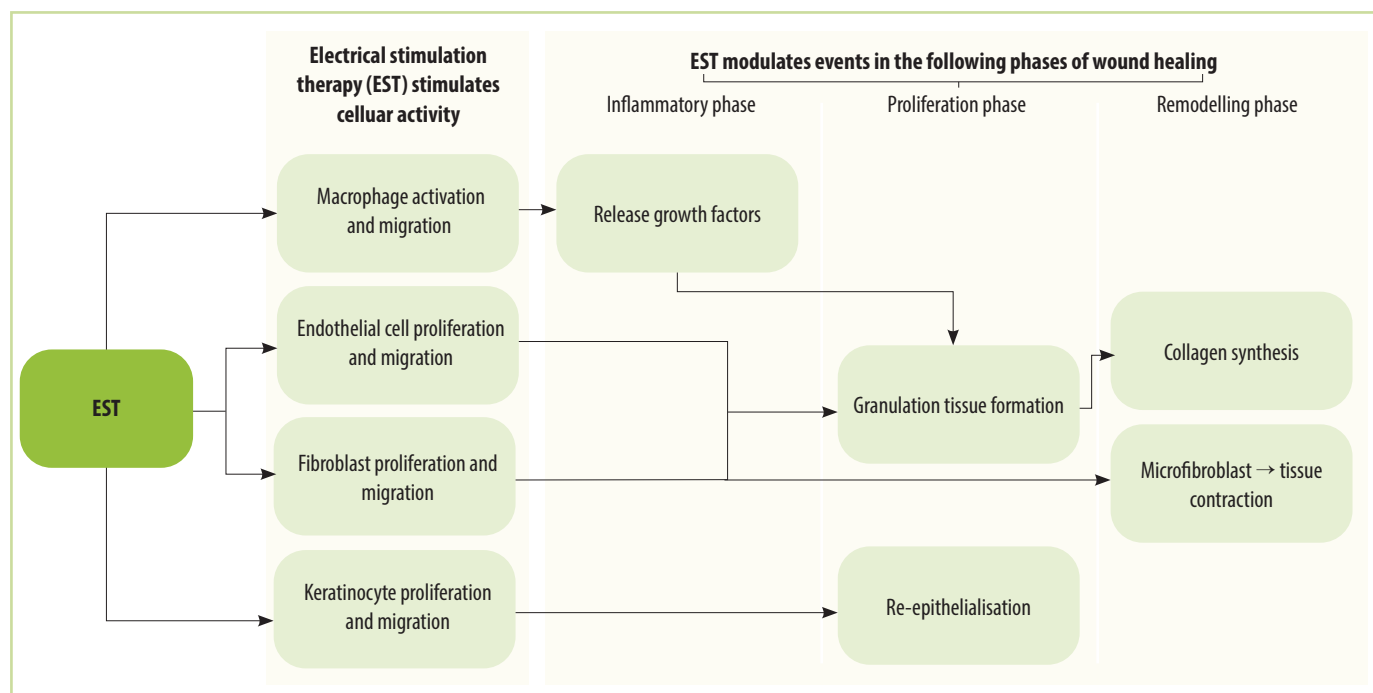 Electrical stimulation
therapy (EST) stimulates
celluar activity
EST modulates events in the following phases of wound healing
Inflammatory phase
Proliferation phase
Remodelling phase
Macrophage activation
and migration
Release growth factors
Endothelial cell proliferation
and migration
Collagen synthesis
EST
Granulation tissue formation
Fibroblast proliferation and
migration
Microfibroblast → tissue
contraction
Keratinocyte proliferation
and migration
Re-epithelialisation